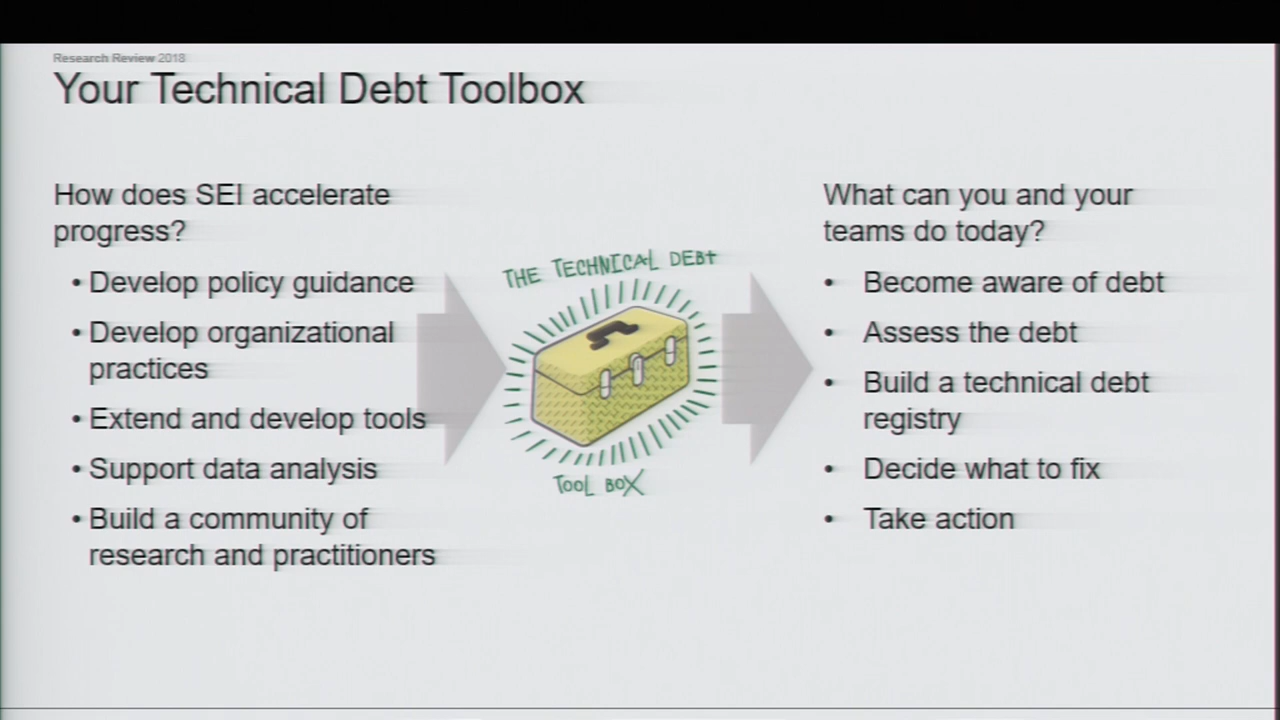 Research Review 2018
Your Technical Debt Toolbox
How does SEI accelerate
progress?
• Develop policy guidance
• Develop organizational
practices
• Extend and develop tools
• Support data analysis
• Build a community of
research and practitioners
THE TECHNICAL DEBT
TOOL BOX
What can you and your
teams do today?
• Become aware of debt
• Assess the debt
• Build a technical debt
registry
• Decide what to fix
• Take action